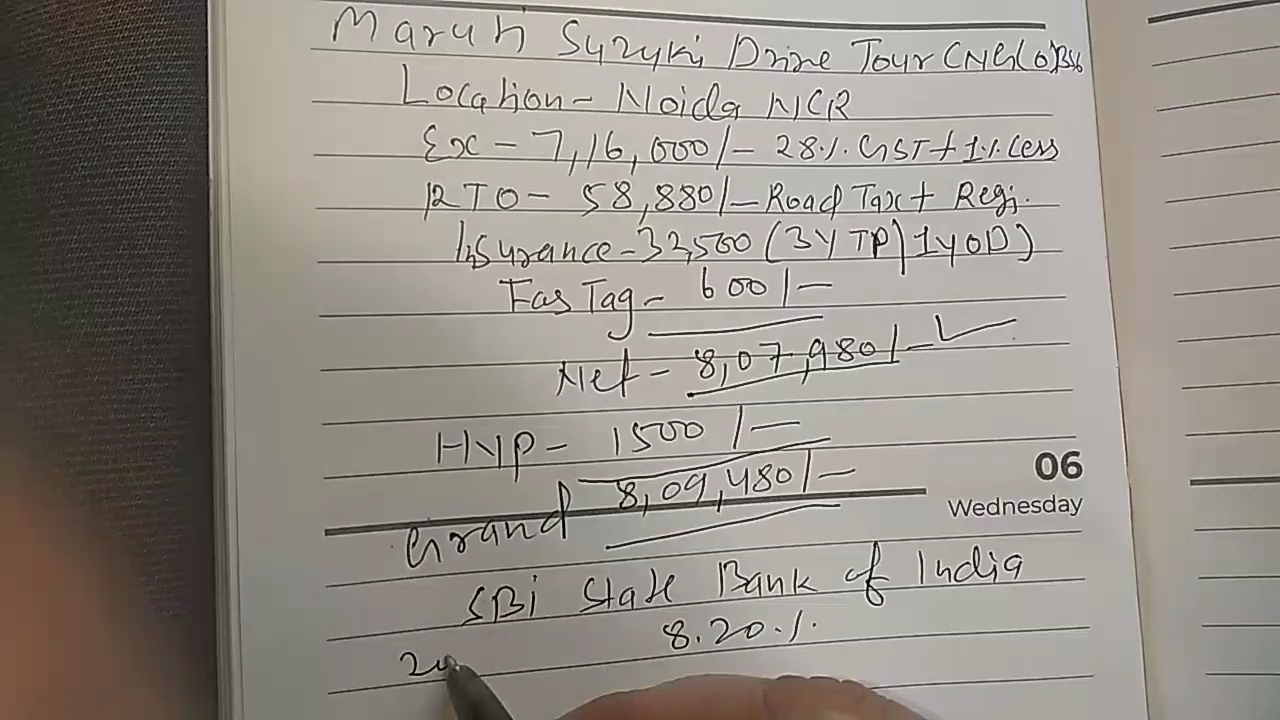 Maruti Suzuki Dzire Tour CNG(O)BS6
Location - Noida NCR
Ex - 7,16,000/- 28% GST + 1% Cess
RTO - 58,880/- Road Tax + Regi.
Insurance - 32,500 (3Y TP/1YOD)
FasTag - 600/-
Net - 8,07,980/-
HYP - 1500/-
Grand 8,09,480/-
06
Wednesday
SBI State Bank of India
8.20%